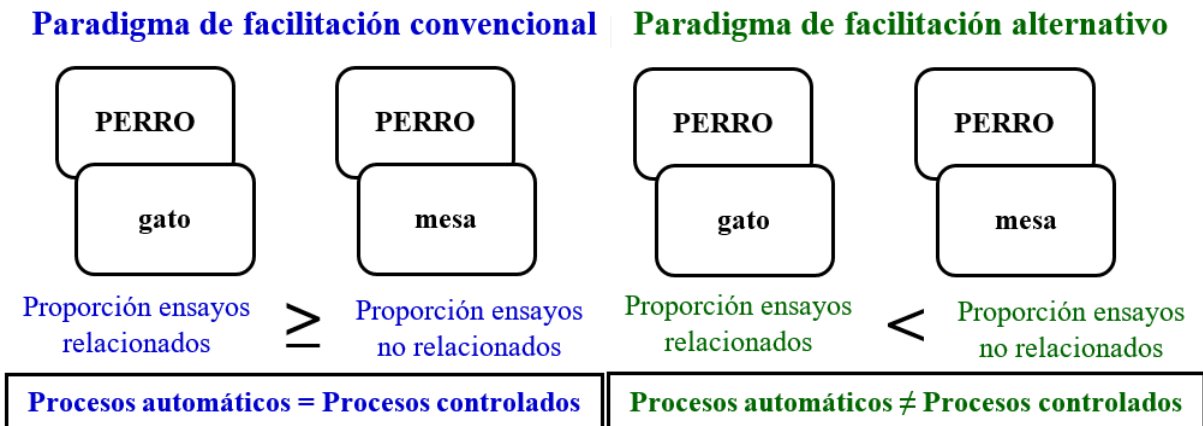 Paradigma de facilitación convencional
PERRO
gato
PERRO
mesa
Proporción ensayos
relacionados
≥
Proporción ensayos
no relacionados
Procesos automáticos = Procesos controlados
Paradigma de facilitación alternativo
PERRO
gato
PERRO
mesa
Proporción ensayos
relacionados
<
Proporción ensayos
no relacionados
Procesos automáticos ≠ Procesos controlados